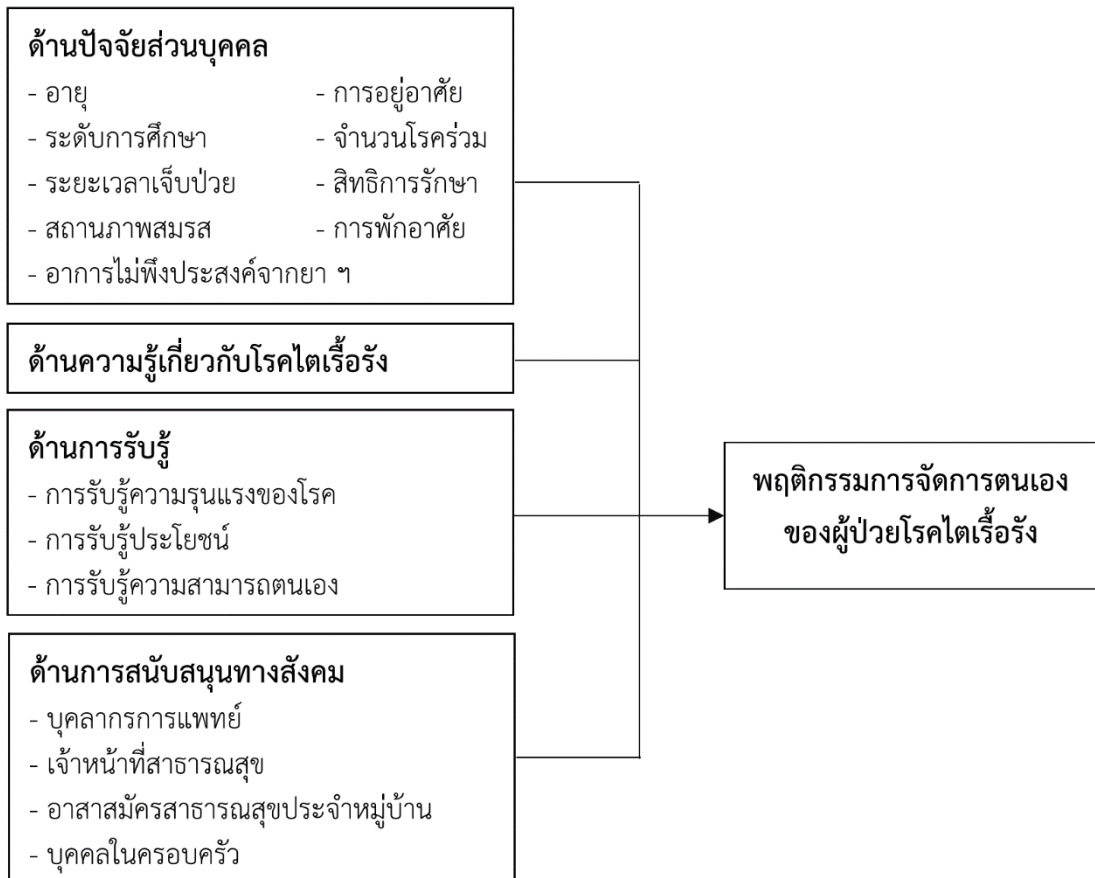 ด้านปัจจัยส่วนบุคคล
- อายุ - การอยู่อาศัย
- ระดับการศึกษา - จำนวนโรคร่วม
- ระยะเวลาเจ็บป่วย - สิทธิการรักษา
- สถานภาพสมรส - การพักอาศัย
- อาการไม่พึงประสงค์จากยา ฯ
ด้านความรู้เกี่ยวกับโรคไตเรื้อรัง
ด้านการรับรู้
- การรับรู้ความรุนแรงของโรค
- การรับรู้ประโยชน์
- การรับรู้ความสามารถตนเอง
ด้านการสนับสนุนทางสังคม
- บุคลากรการแพทย์
- เจ้าหน้าที่สาธารณสุข
- อาสาสมัครสาธารณสุขประจำหมู่บ้าน
- บุคคลในครอบครัว
พฤติกรรมการจัดการตนเอง
ของผู้ป่วยโรคไตเรื้อรัง